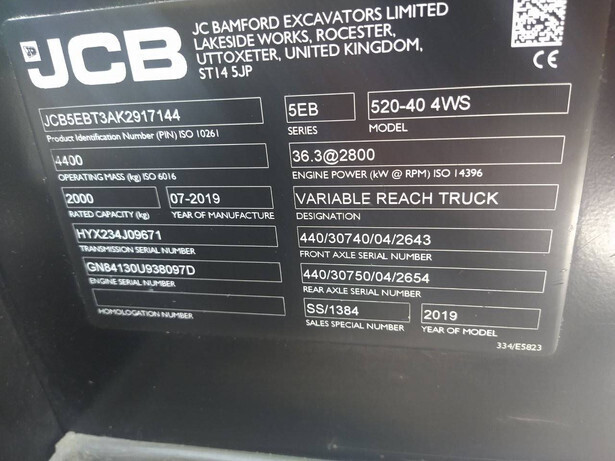 JCB
JC BAMFORD EXCAVATORS LIMITED
LAKESIDE WORKS, ROCESTER,
UTTOXETER, UNITED KINGDOM,
ST14 5JP
CE
JCB5EBT3AK2917144
Product Identification Number (PIN) ISO 10261
5EB
SERIES
520-40 4WS
MODEL
4400
OPERATING MASS (kg) ISO 6016
36.3@2800
ENGINE POWER (kW @ RPM) ISO 14396
2000
RATED CAPACITY (kg)
07-2019
YEAR OF MANUFACTURE
VARIABLE REACH TRUCK
DESIGNATION
HYX234J09671
TRANSMISSION SERIAL NUMBER
440/30740/04/2643
FRONT AXLE SERIAL NUMBER
GN84130U938097D
ENGINE SERIAL NUMBER
440/30750/04/2654
REAR AXLE SERIAL NUMBER
HOMOLOGATION NUMBER
SS/1384
SALES SPECIAL NUMBER
2019
YEAR OF MODEL
334/E5823